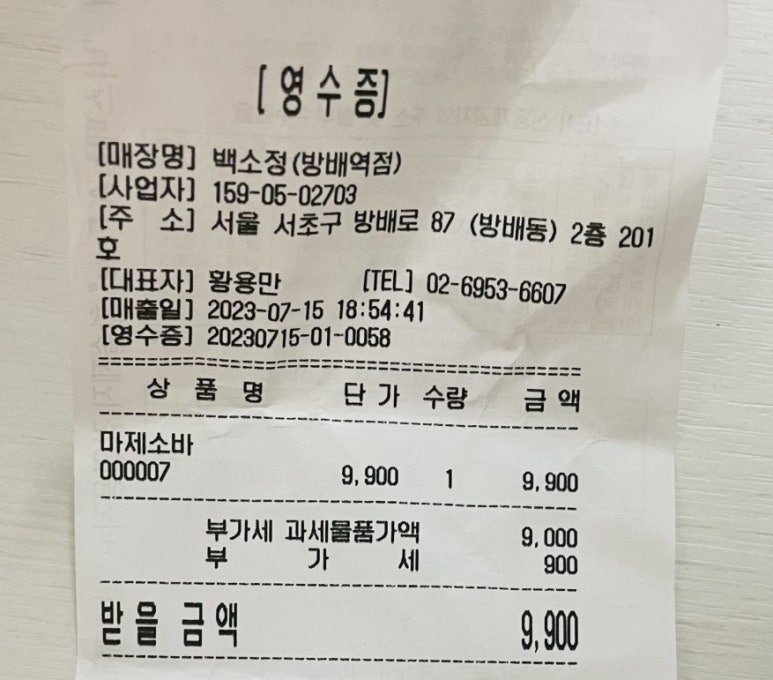 [영수증]
[매장명] 백소정(방배역점)
[사업자] 159-05-02703
[주 소] 서울 서초구 방배로 87 (방배동) 2층 201
호
[대표자] 황용만 [TEL] 02-6953-6607
[매출일] 2023-07-15 18:54:41
[영수증] 20230715-01-0058
상 품 명 단 가 수량 금 액
마제소바
000007 9,900 1 9,900
부가세 과세물품가액 9,000
부 가 세 900
받을 금액 9,900